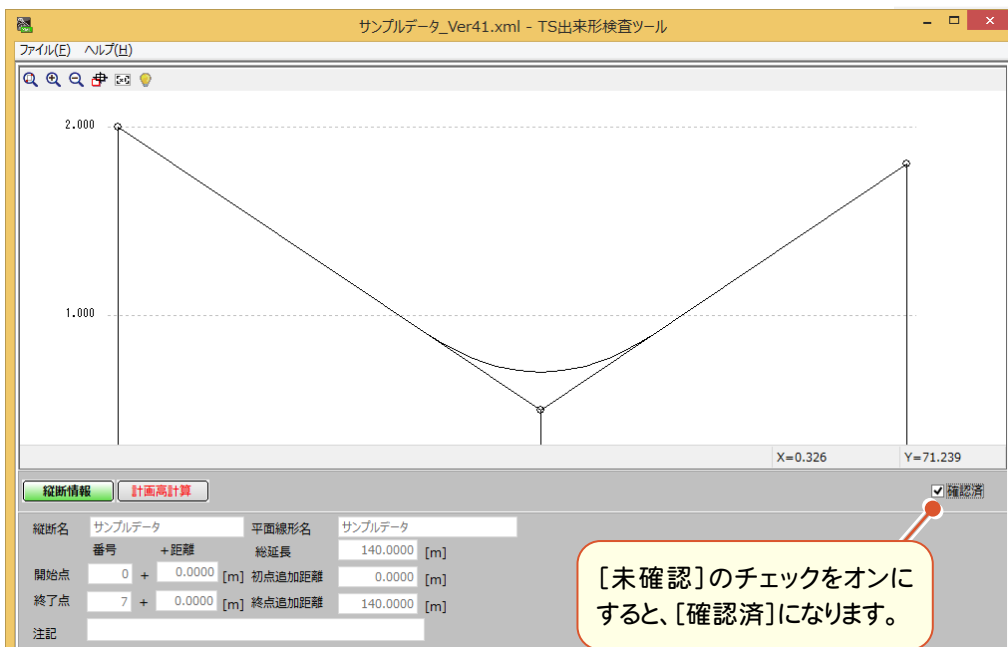 サンプルデータ_Ver41.xml - TS出来形検査ツール
ファイル(F) ヘルプ(H)
2.000
1.000
X=0.326 Y=71.239
縦断情報 計画高計算 確認済
縦断名 サンプルデータ 平面線形名 サンプルデータ
番号 +距離 総延長 140.0000 [m]
開始点 0 + 0.0000 [m] 初点追加距離 0.0000 [m]
終了点 7 + 0.0000 [m] 終点追加距離 140.0000 [m]
注記
[未確認]のチェックをオンに
すると、[確認済]になります。